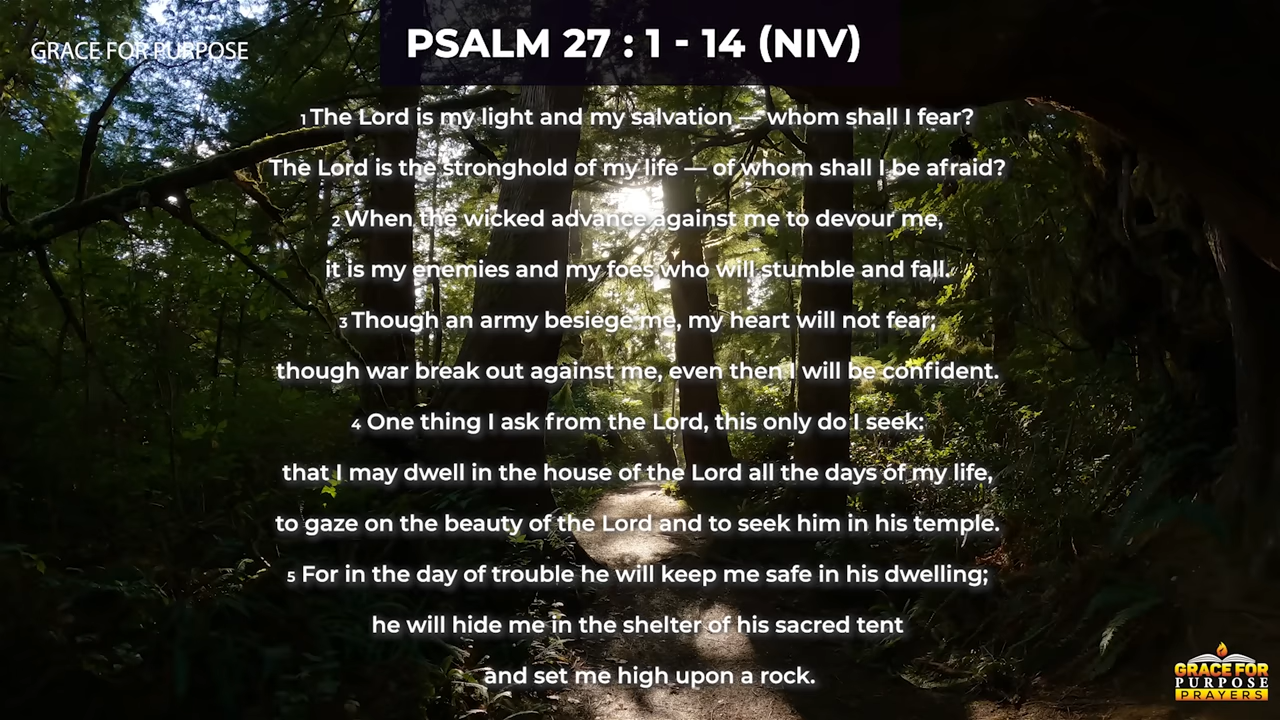 GRACE FOR PURPOSE
PSALM 27 : 1 - 14 (NIV)
1 The Lord is my light and my salvation — whom shall I fear?
The Lord is the stronghold of my life — of whom shall I be afraid?
2 When the wicked advance against me to devour me,
it is my enemies and my foes who will stumble and fall.
3 Though an army besiege me, my heart will not fear;
though war break out against me, even then I will be confident.
4 One thing I ask from the Lord, this only do I seek:
that I may dwell in the house of the Lord all the days of my life,
to gaze on the beauty of the Lord and to seek him in his temple.
5 For in the day of trouble he will keep me safe in his dwelling;
he will hide me in the shelter of his sacred tent
and set me high upon a rock.
GRACE FOR
PURPOSE
PRAYERS